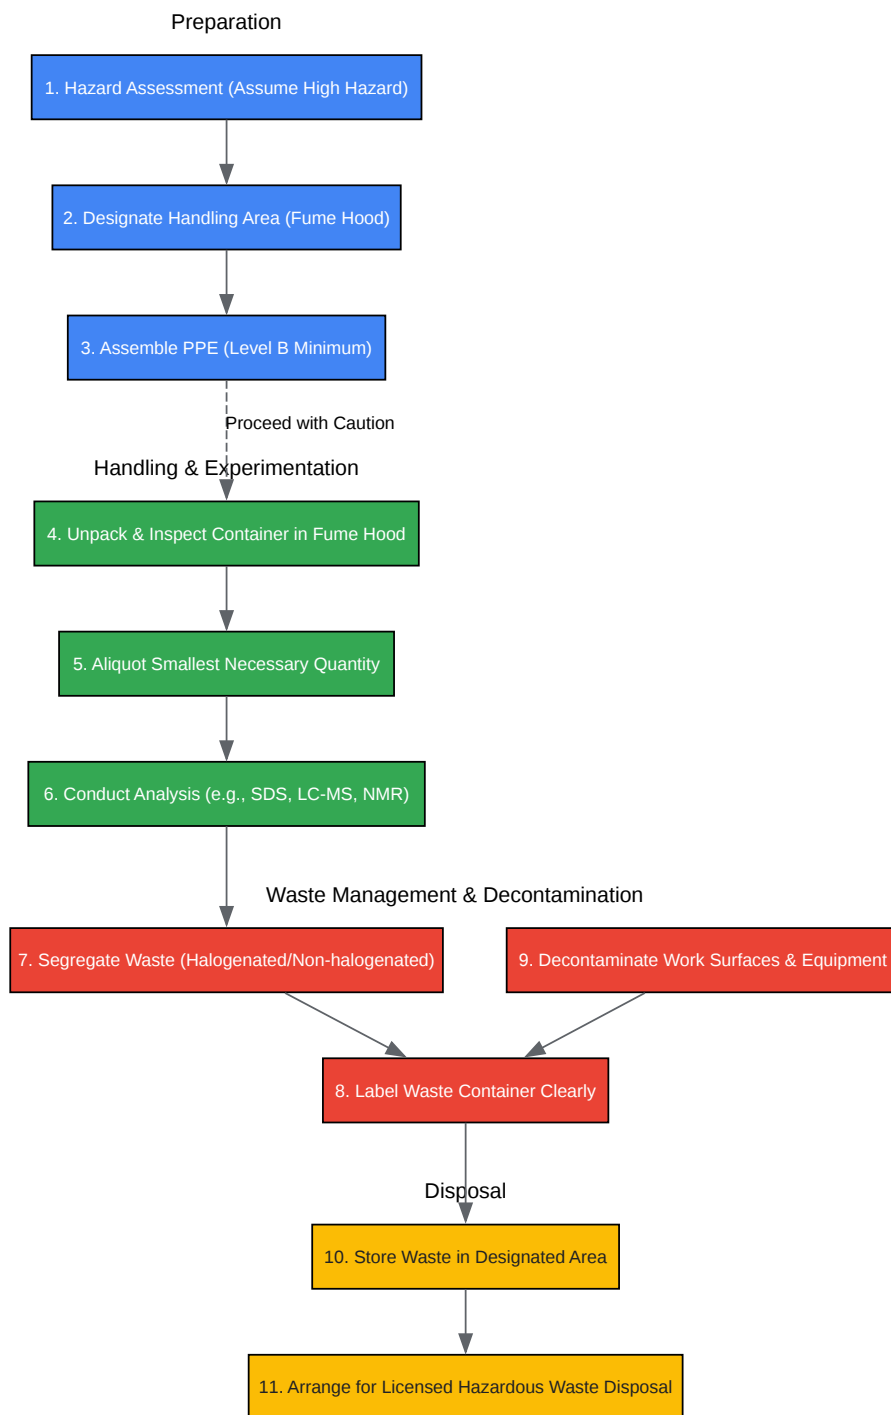 Preparation
1. Hazard Assessment (Assume High Hazard)
2. Designate Handling Area (Fume Hood)
3. Assemble PPE (Level B Minimum)
Proceed with Caution
Handling & Experimentation
4. Unpack & Inspect Container in Fume Hood
5. Aliquot Smallest Necessary Quantity
6. Conduct Analysis (e.g., SDS, LC-MS, NMR)
Waste Management & Decontamination
7. Segregate Waste (Halogenated/Non-halogenated)
9. Decontaminate Work Surfaces & Equipment
8. Label Waste Container Clearly
Disposal
10. Store Waste in Designated Area
11. Arrange for Licensed Hazardous Waste Disposal